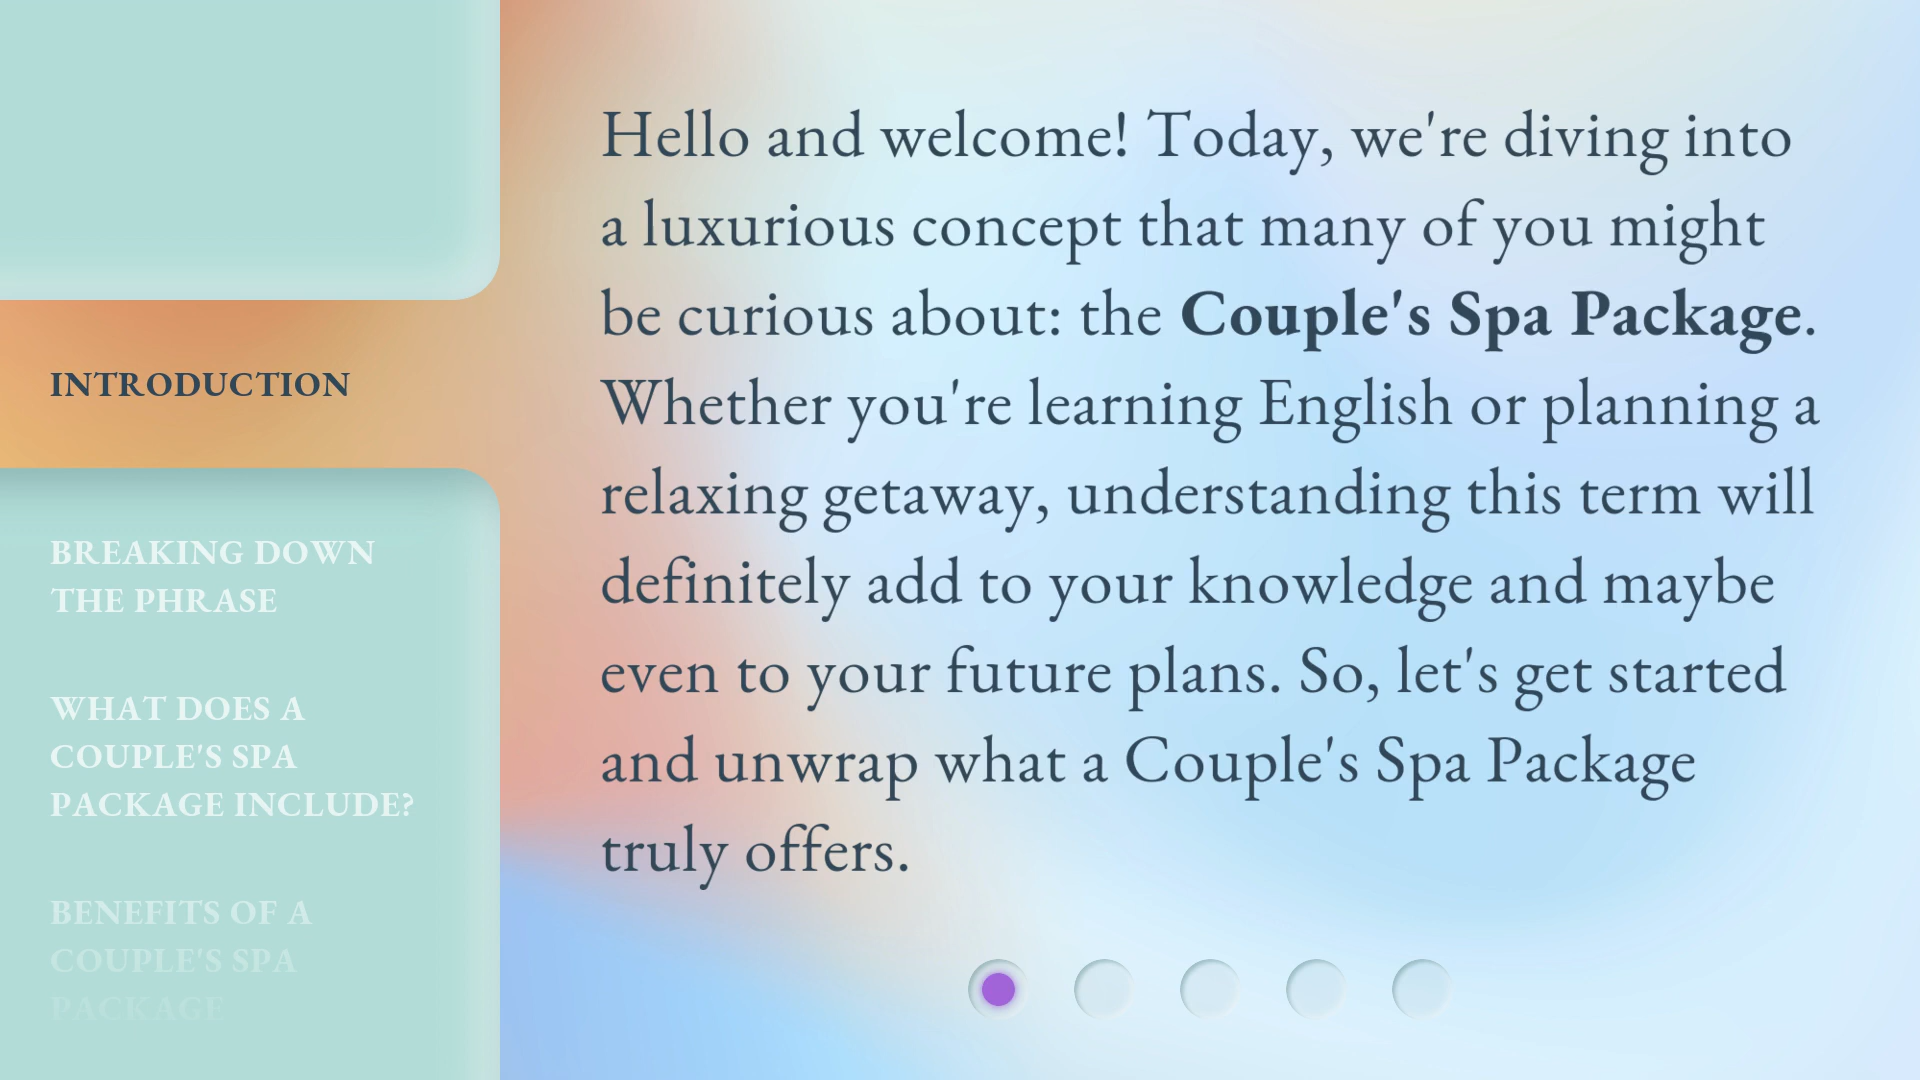 INTRODUCTION
BREAKING DOWN
THE PHRASE
WHAT DOES A
COUPLE'S SPA
PACKAGE INCLUDE?
BENEFITS OF A
COUPLE'S SPA
PACKAGE
Hello and welcome! Today, we're diving into
a luxurious concept that many of you might
be curious about: the Couple's Spa Package.
Whether you're learning English or planning a
relaxing getaway, understanding this term will
definitely add to your knowledge and maybe
even to your future plans. So, let's get started
and unwrap what a Couple's Spa Package
truly offers.